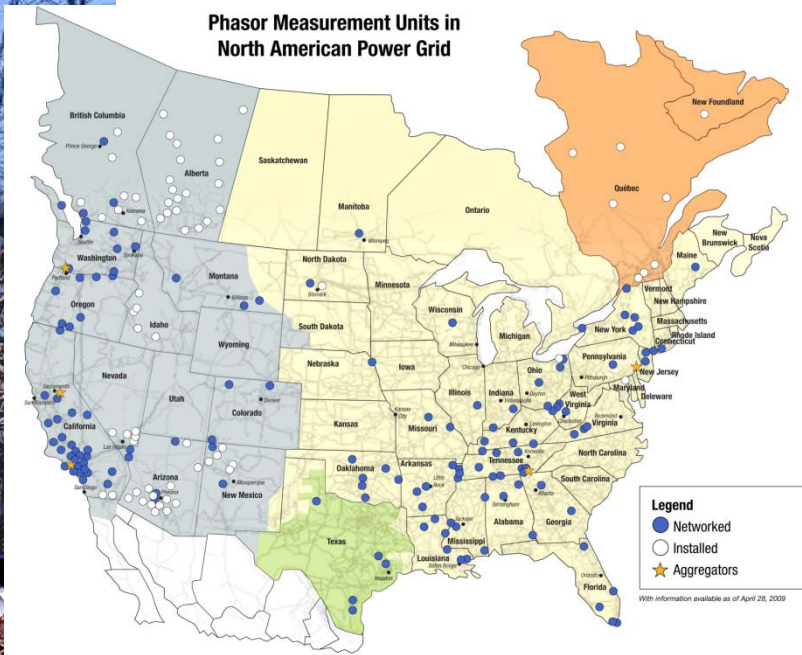 Phasor Measurement Units in
North American Power Grid
British Columbia
Prince George
Alberta
Kelowna
Saskatchewan
Manitoba
Winnipeg
Ontario
New Foundland
Québec
New
Brunswick
Nova
Scotia
Maine
Seattle
Spokane
Washington
Portland
Oregon
Idaho
Montana
Billings
Wyoming
North Dakota
Bismark
South Dakota
Minnesota
Wisconsin
Milwaukee
Michigan
Chicago
Vermont
New Hampshire
New York
Massachusetts
Rhode Island
Connecticut
Pennsylvania
Pittsburgh
New Jersey
Maryland
Deleware
Nebraska
Iowa
Illinois
Indiana
Indianapolis
Ohio
Dayton
West
Virginia
Charleston
Richmond
Virginia
Nevada
Sacramento
San Francisco
California
Utah
Colorado
Denver
Kansas
Kansas
City
Missouri
Kentucky
Lexington
Las Vegas
San Diego
Arizona
Phoenix
New Mexico
Albuquerque
Oklahoma
Arkansas
Little
Rock
Tennessee
Knoxville
North Carolina
South Carolina
Atlanta
Birmingham
Alabama
Georgia
Jackson
Mississippi
Texas
Houston
Louisiana
Baton Rouge
Orlando
Florida
Legend
Networked
Installed
Aggregators
With information available as of April 28, 2009